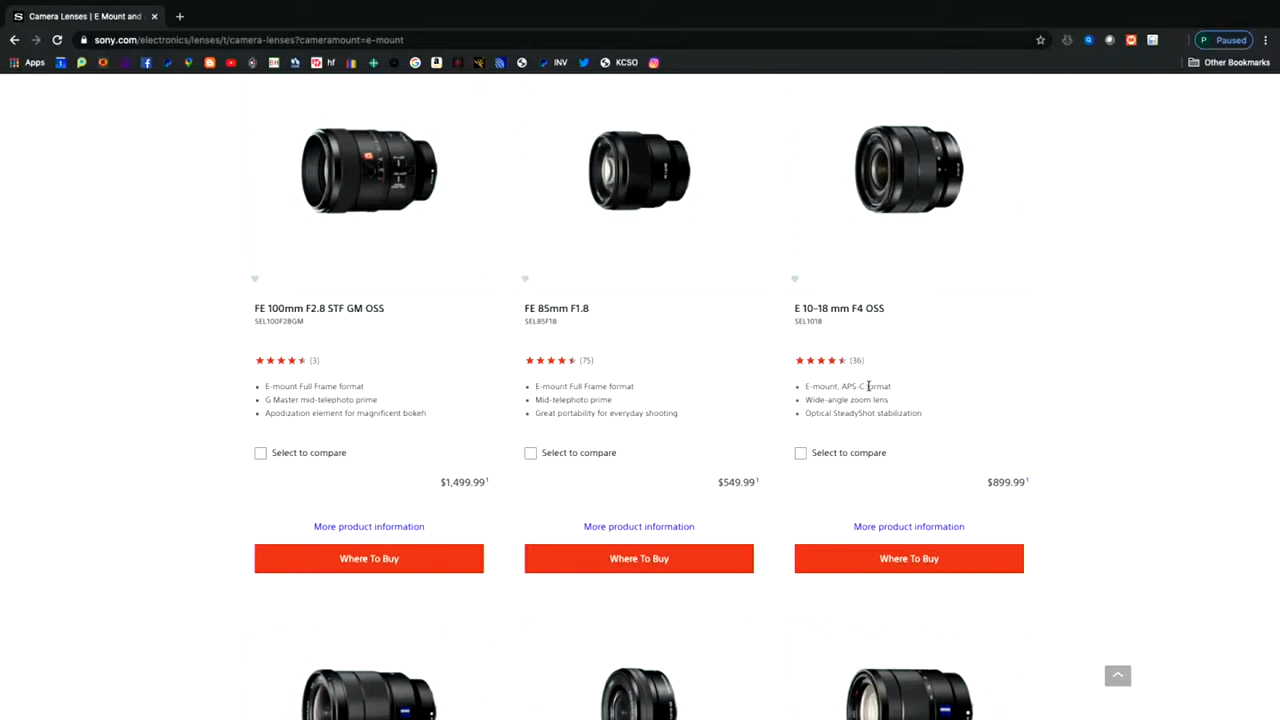 Camera Lenses | E Mount and
sony.com/electronics/lenses/t/camera-lenses?cameramount=e-mount
Paused
Apps
hf
INV
KCSO
Other Bookmarks
FE 100mm F2.8 STF GM OSS
SEL100F28GM
(3)
E-mount Full Frame format
G Master mid-telephoto prime
Apodization element for magnificent bokeh
Select to compare
$1,499.99¹
More product information
Where To Buy
FE 85mm F1.8
SEL85F18
(75)
E-mount Full Frame format
Mid-telephoto prime
Great portability for everyday shooting
Select to compare
$549.99¹
More product information
Where To Buy
E 10–18 mm F4 OSS
SEL1018
(36)
E-mount, APS-C format
Wide-angle zoom lens
Optical SteadyShot stabilization
Select to compare
$899.99¹
More product information
Where To Buy